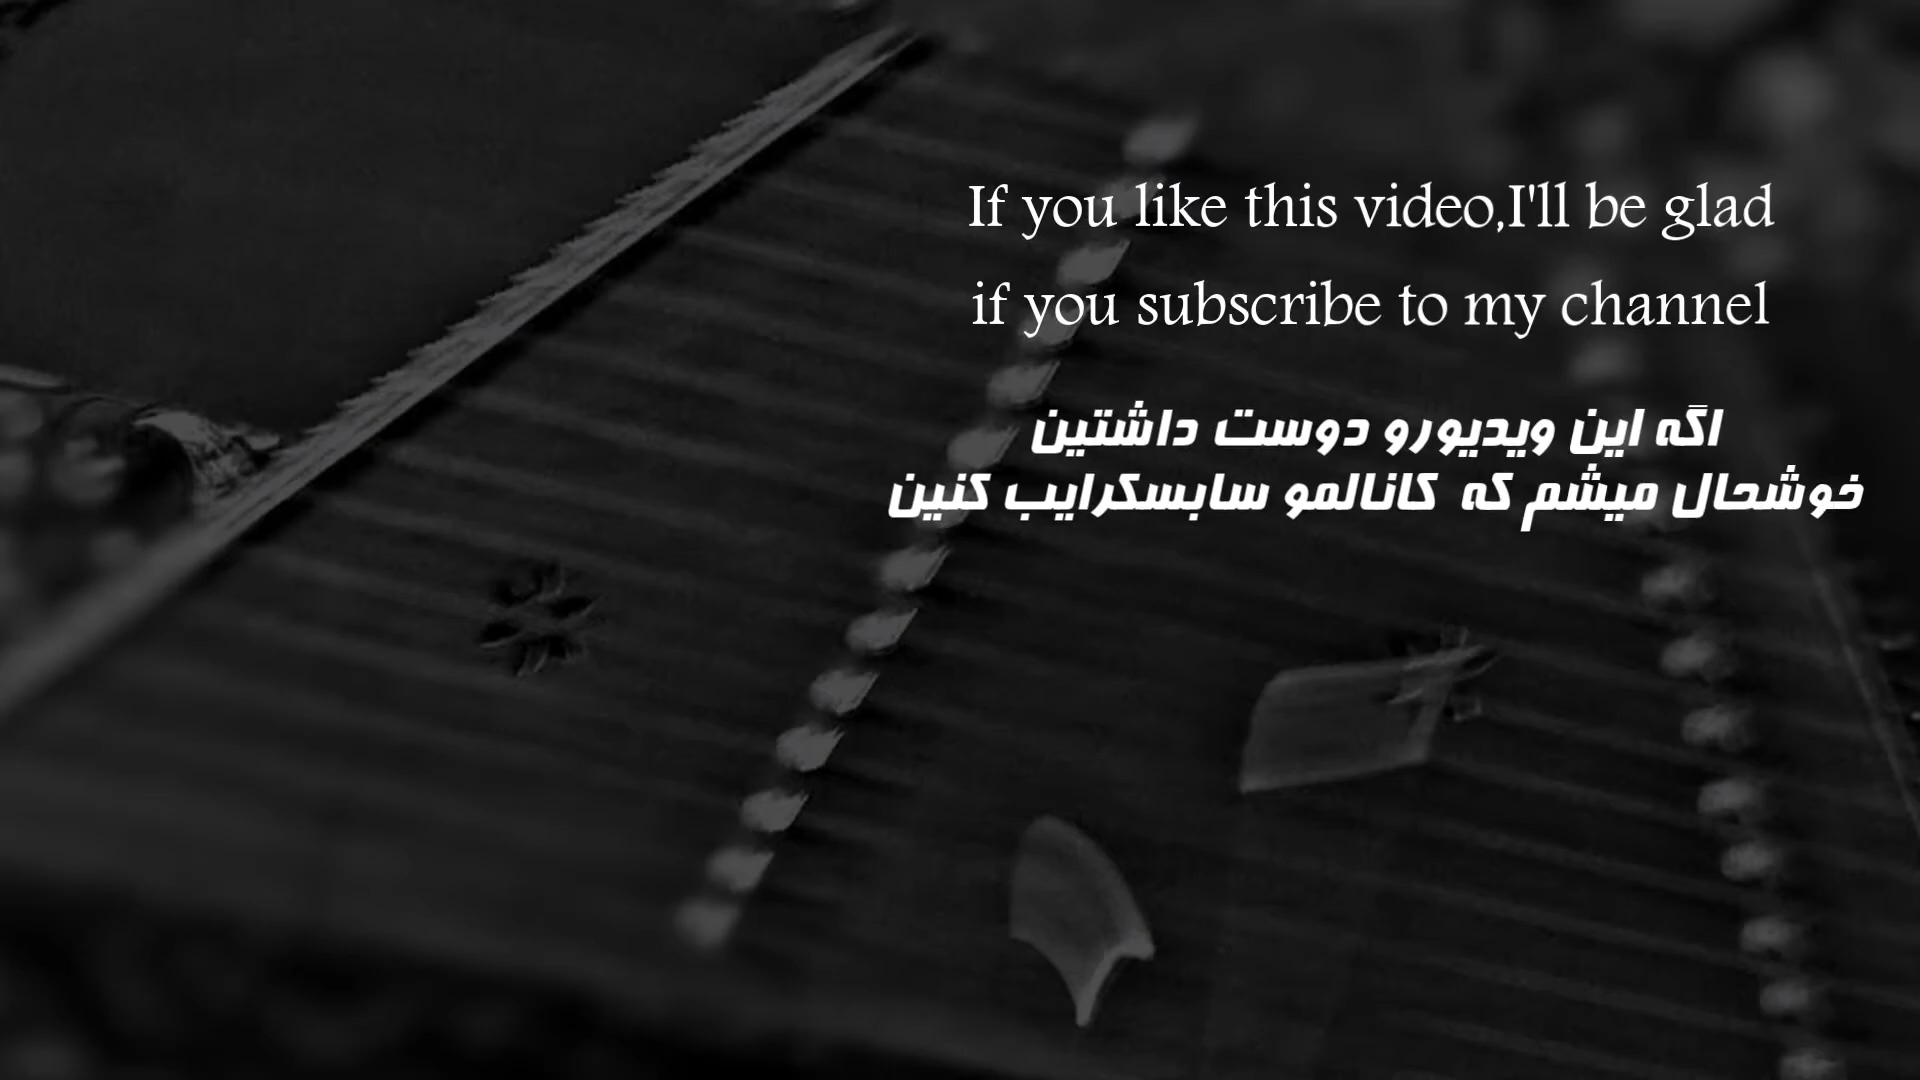 If you like this video,I'll be glad
if you subscribe to my channel
اگه این ویدیورو دوست داشتین
خوشحال میشم که کانالمو سابسکرایب کنین